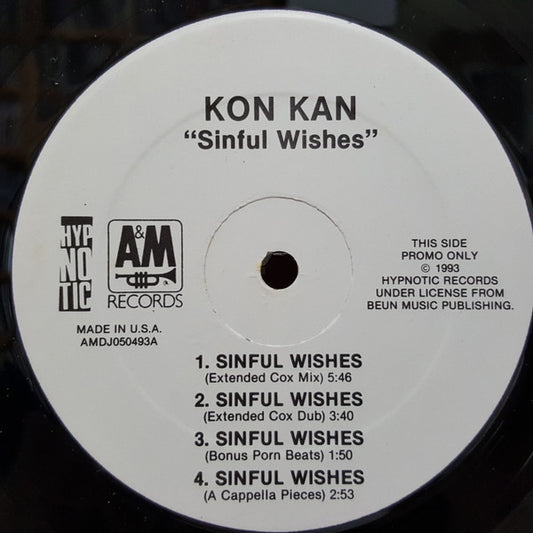 KON KAN
“Sinful Wishes”
HYP
NO
TIC
A&M
RECORDS
MADE IN U.S.A.
AMDJ050493A
THIS SIDE
PROMO ONLY
© 1993
HYPNOTIC RECORDS
UNDER LICENSE FROM
BEUN MUSIC PUBLISHING.
1. SINFUL WISHES
(Extended Cox Mix) 5:46
2. SINFUL WISHES
(Extended Cox Dub) 3:40
3. SINFUL WISHES
(Bonus Porn Beats) 1:50
4. SINFUL WISHES
(A Cappella Pieces) 2:53